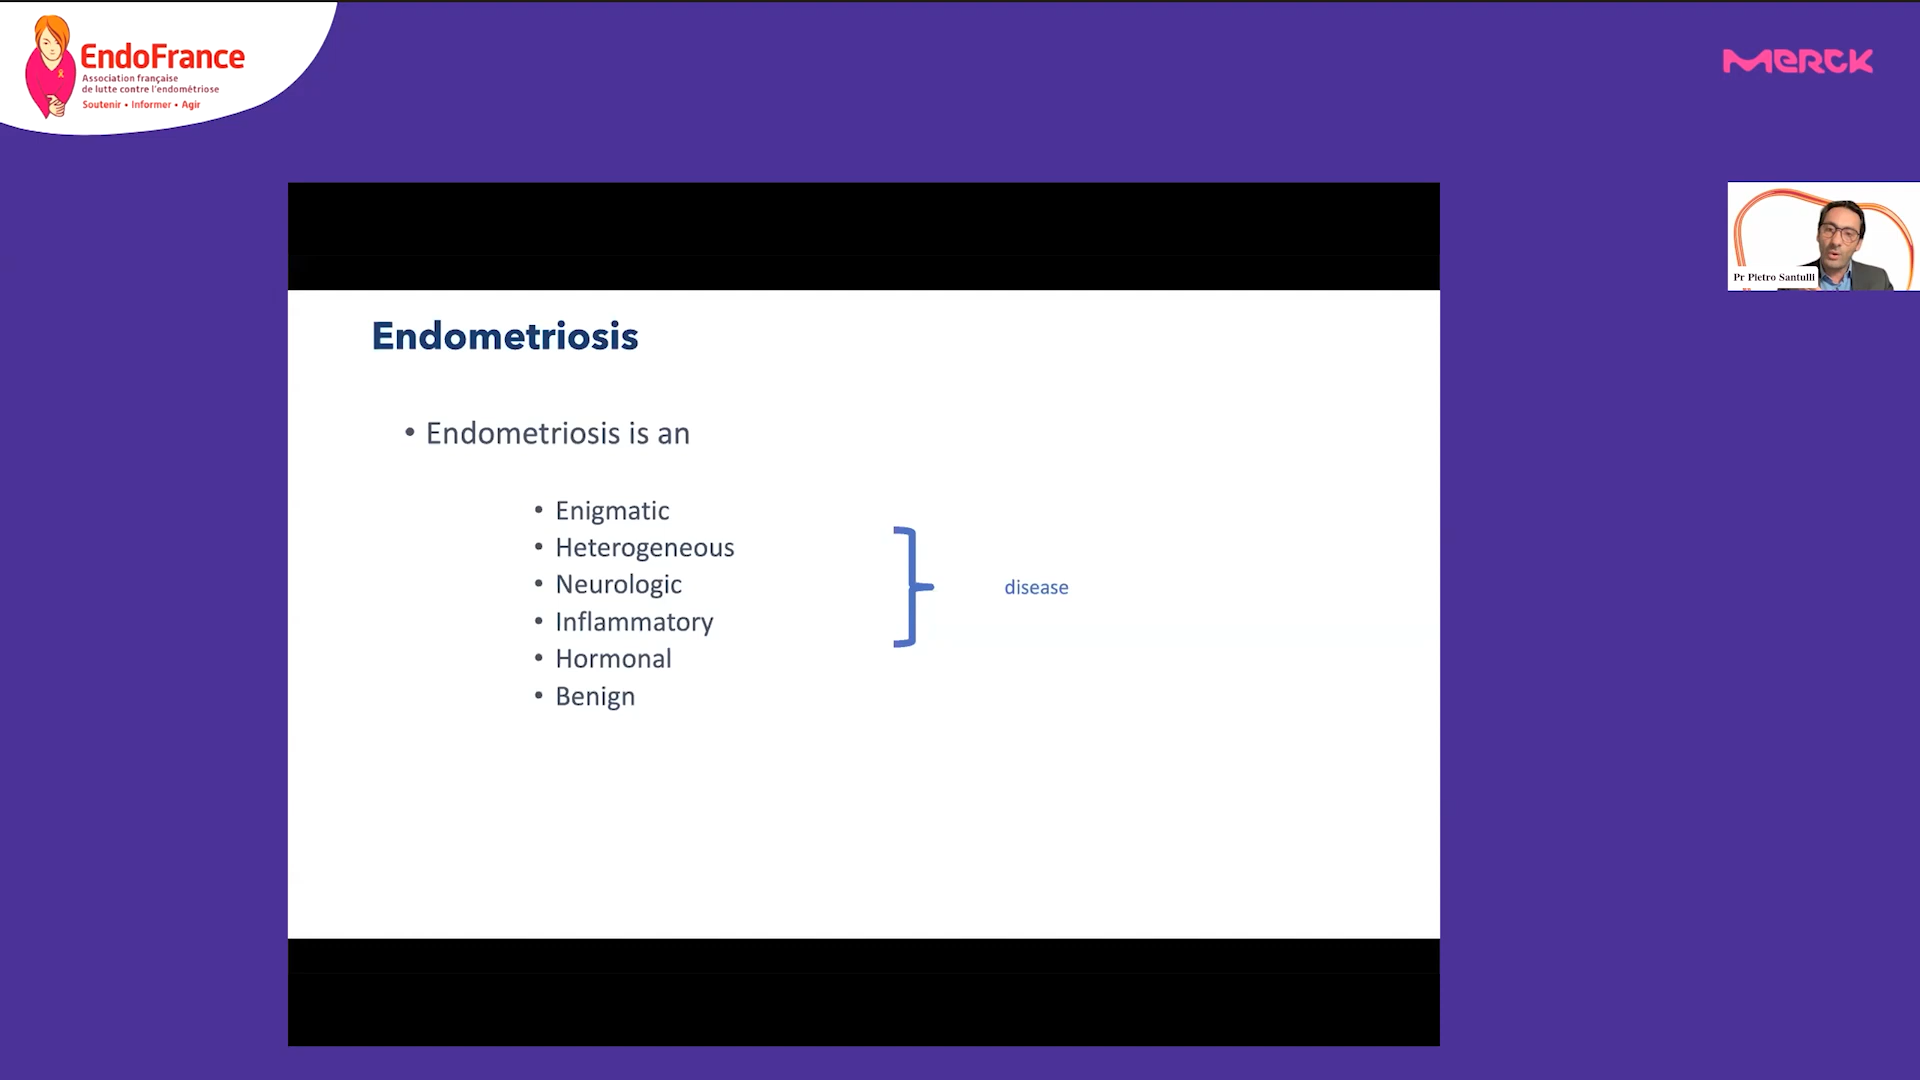 EndoFrance
Association française
de lutte contre l'endométriose
Soutenir • Informer • Agir
MERCK
Pr Pietro Santulli
Endometriosis
• Endometriosis is an
• Enigmatic
• Heterogeneous
• Neurologic
• Inflammatory
• Hormonal
• Benign
disease